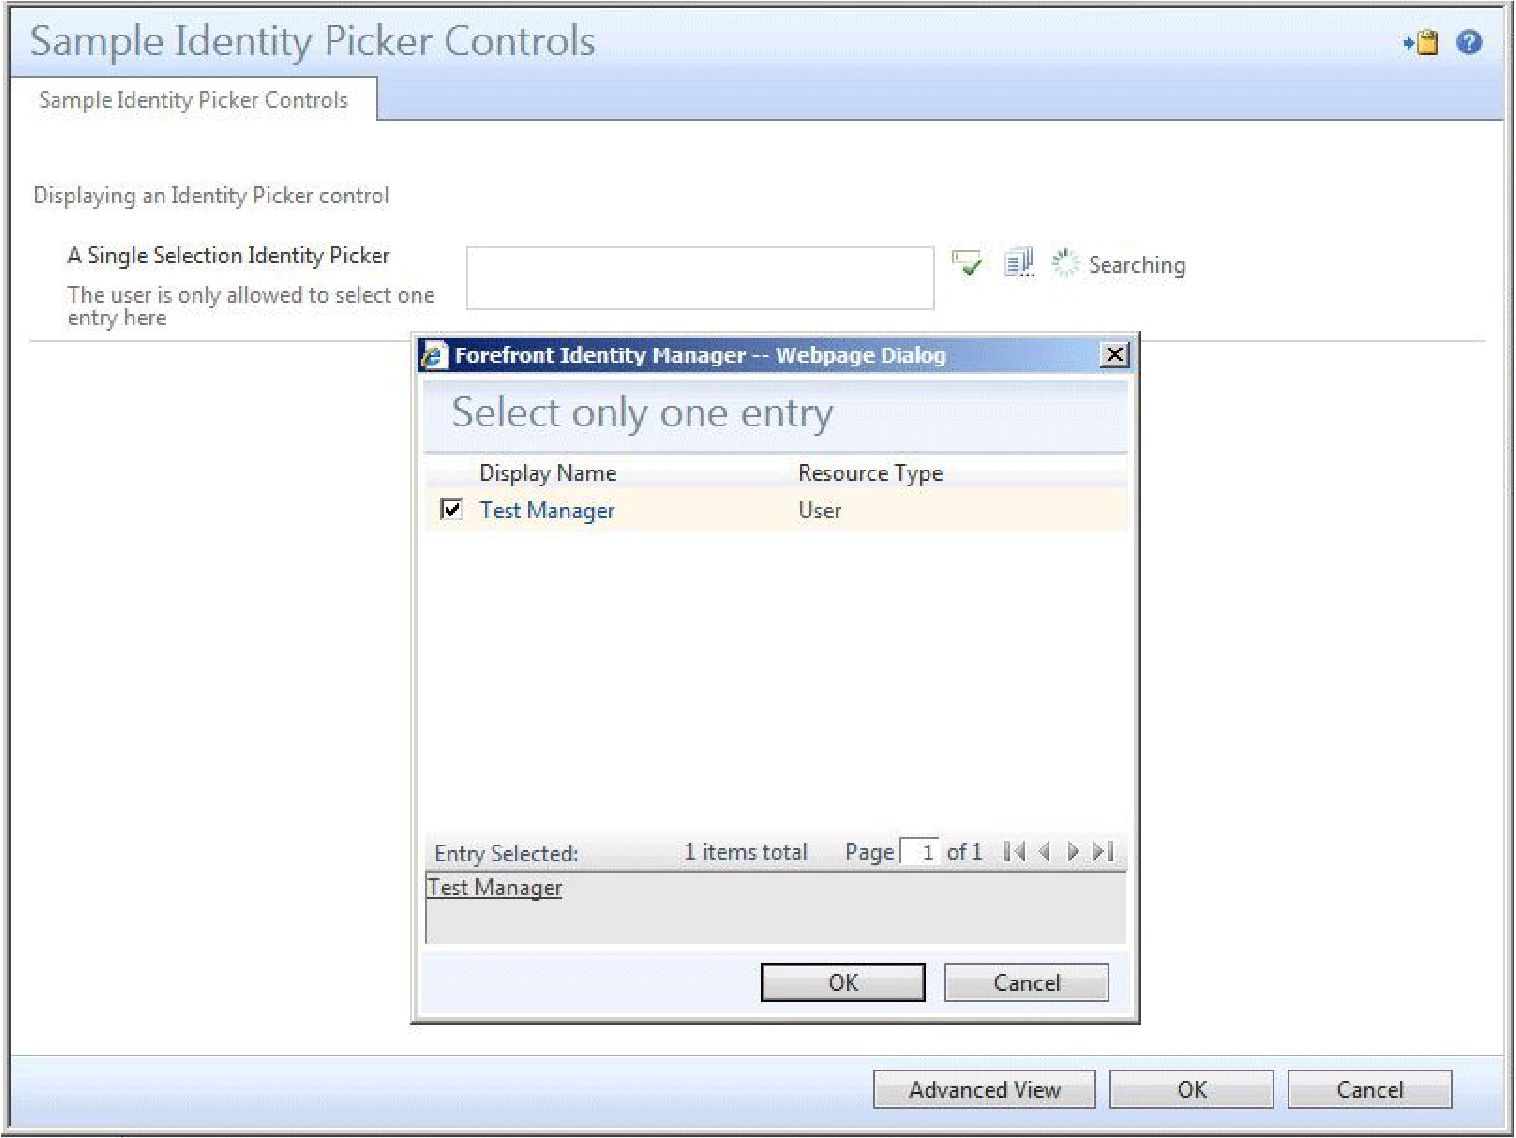 Sample Identity Picker Controls
Sample Identity Picker Controls
Displaying an Identity Picker control
A Single Selection Identity Picker
Searching
The user is only allowed to select one
entry here
Forefront Identity Manager -- Webpage Dialog
Select only one entry
Display Name Resource Type
Test Manager User
Entry Selected: 1 items total Page 1 of 1
Test Manager
OK Cancel
Advanced View OK Cancel